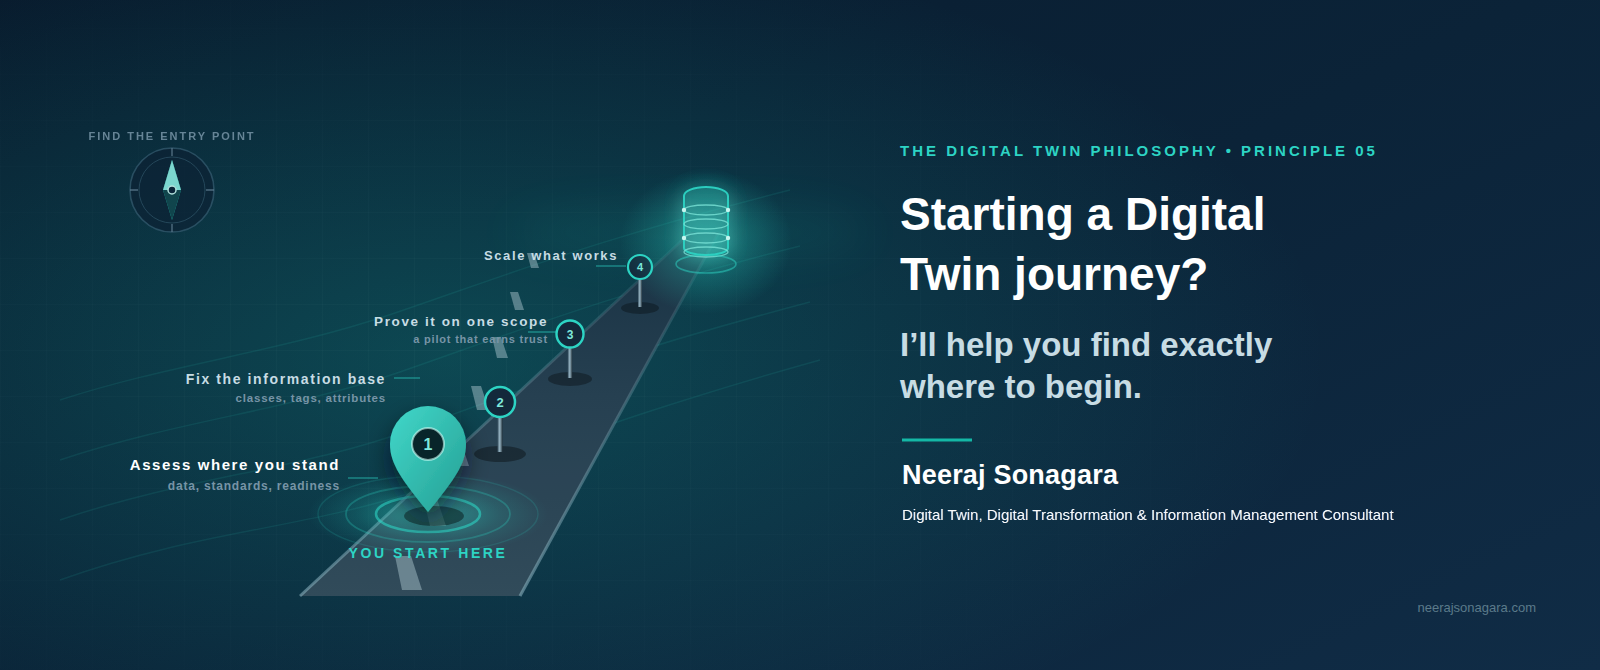 FIND THE ENTRY POINT
Scale what works
4
Prove it on one scope
a pilot that earns trust
3
Fix the information base
classes, tags, attributes
2
1
Assess where you stand
data, standards, readiness
YOU START HERE
THE DIGITAL TWIN PHILOSOPHY • PRINCIPLE 05
Starting a Digital
Twin journey?
I’ll help you find exactly
where to begin.
Neeraj Sonagara
Digital Twin, Digital Transformation & Information Management Consultant
neerajsonagara.com